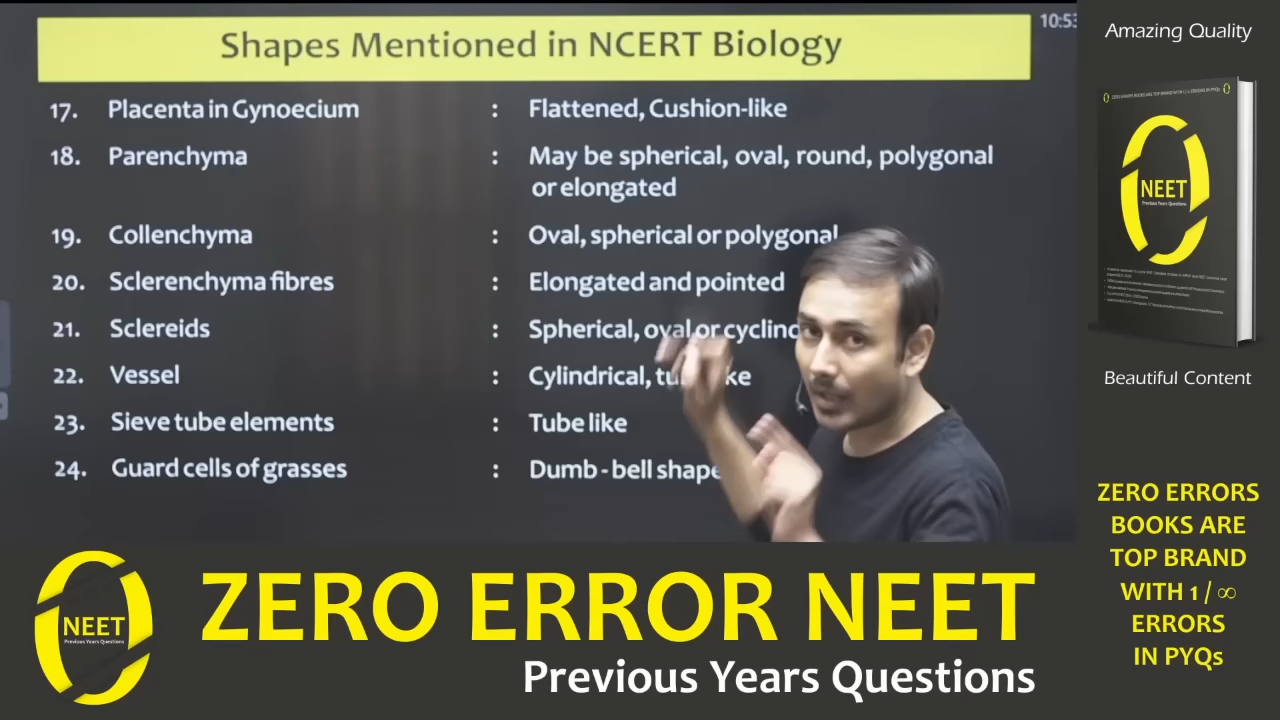 Shapes Mentioned in NCERT Biology
10:53
17. Placenta in Gynoecium : Flattened, Cushion-like
18. Parenchyma : May be spherical, oval, round, polygonal
or elongated
19. Collenchyma : Oval, spherical or polygonal
20. Sclerenchyma fibres : Elongated and pointed
21. Sclereids : Spherical, oval or
22. Vessel : Cylindrical,
23. Sieve tube elements : Tube like
24. Guard cells of grasses : Dumb - bell shape
Amazing Quality
NEET
Previous Years Questions
Beautiful Content
ZERO ERRORS
BOOKS ARE
TOP BRAND
WITH 1 / ∞
ERRORS
IN PYQs
NEET
Previous Years Questions
ZERO ERROR NEET
Previous Years Questions